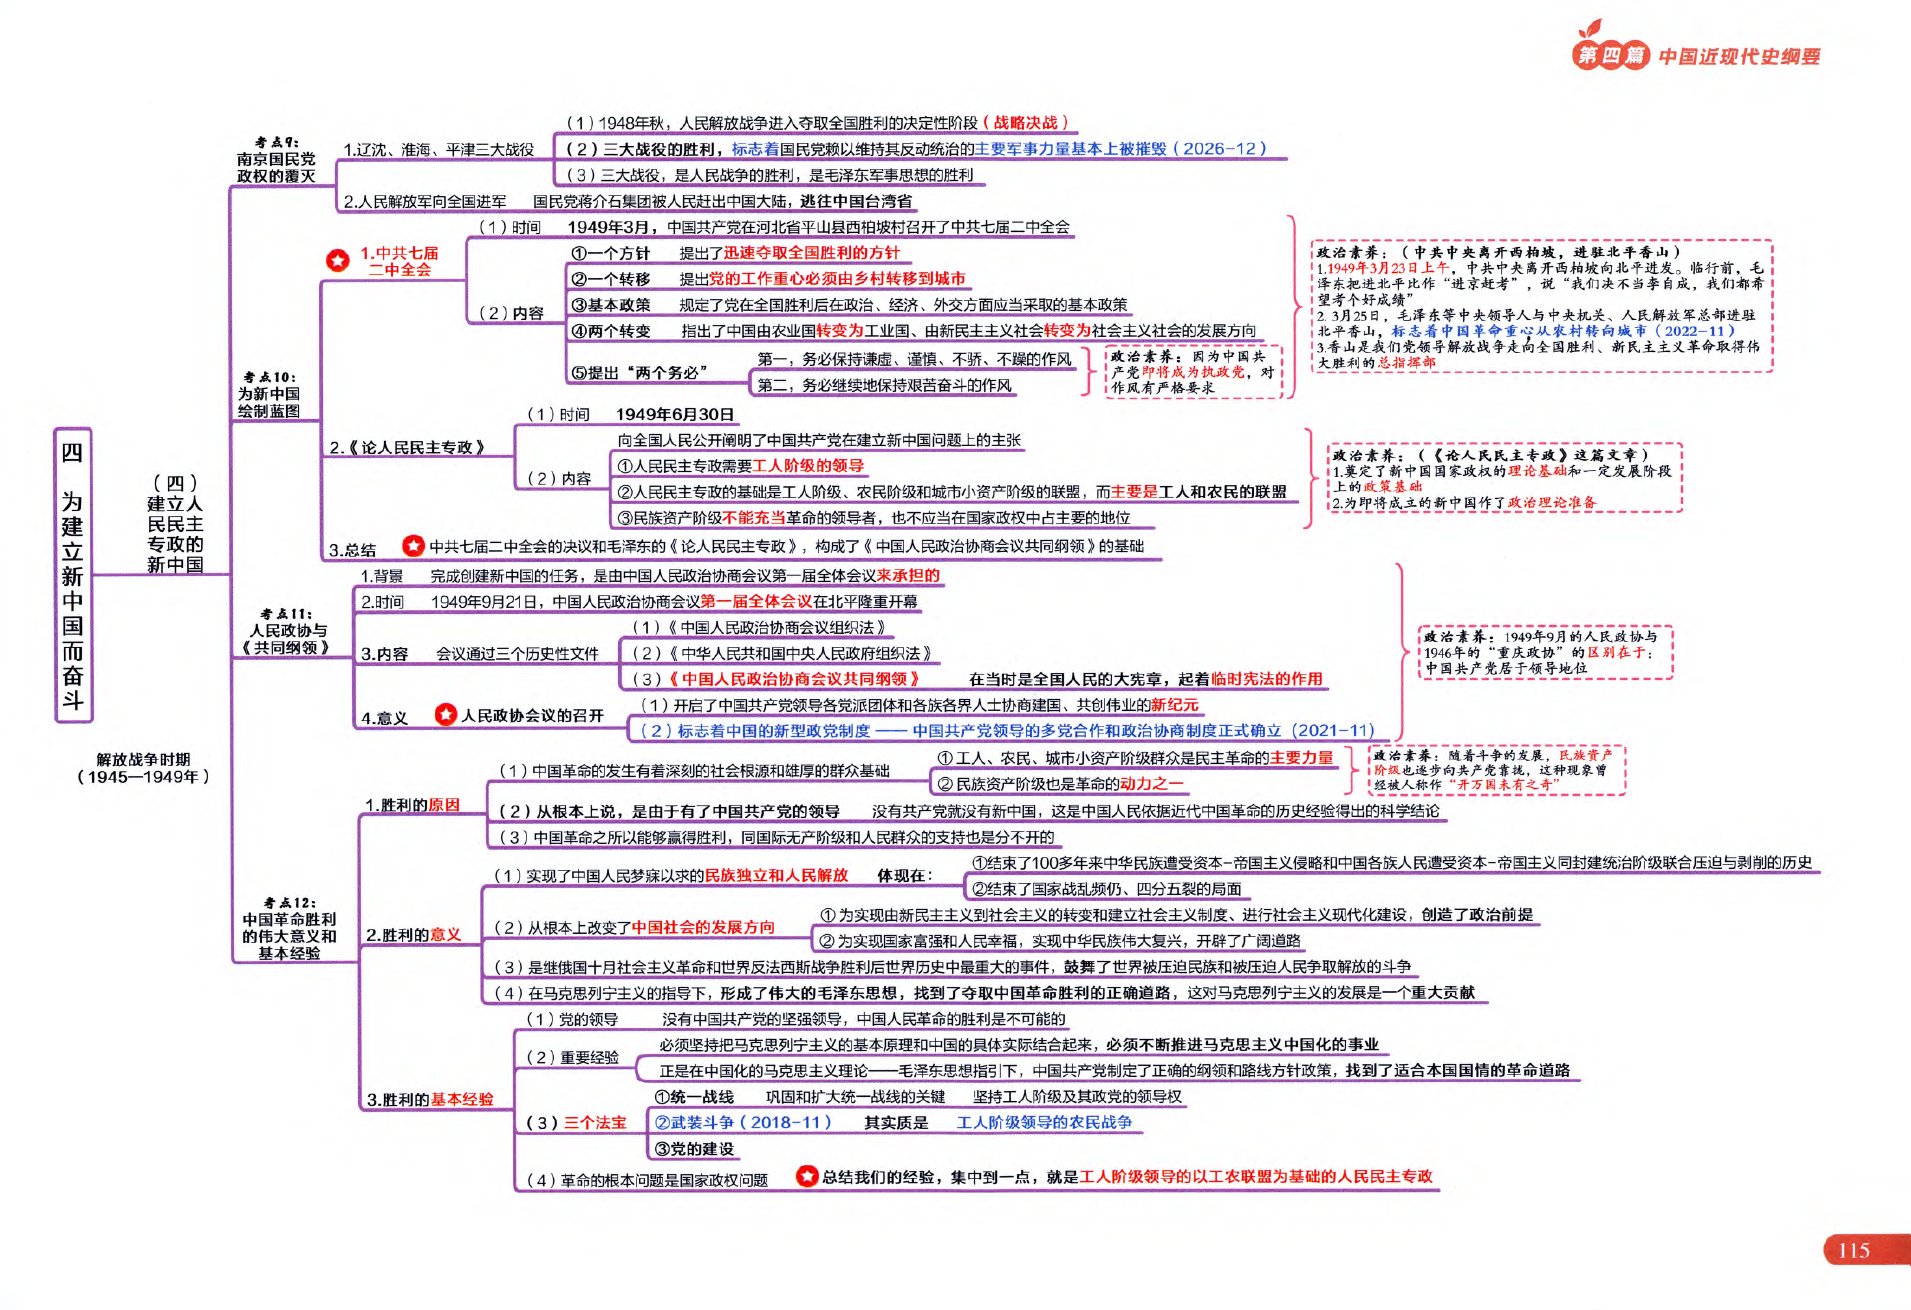 第四篇 中国近现代史纲要
四 为建立新中国而奋斗
(四)
建立人
民民主
专政的
新中国
解放战争时期
(1945—1949年)
考点9:
南京国民党
政权的覆灭
1.辽沈、淮海、平津三大战役
(1)1948年秋,人民解放战争进入夺取全国胜利的决定性阶段(战略决战)
(2)三大战役的胜利,标志着国民党赖以维持其反动统治的主要军事力量基本上被摧毁(2026-12)
(3)三大战役,是人民战争的胜利,是毛泽东军事思想的胜利
2.人民解放军向全国进军 国民党蒋介石集团被人民赶出中国大陆,逃往中国台湾省
考点10:
为新中国
绘制蓝图
1.中共七届
二中全会
(1)时间 1949年3月,中国共产党在河北省平山县西柏坡村召开了中共七届二中全会
(2)内容
①一个方针 提出了迅速夺取全国胜利的方针
②一个转移 提出党的工作重心必须由乡村转移到城市
③基本政策 规定了党在全国胜利后在政治、经济、外交方面应当采取的基本政策
④两个转变 指出了中国由农业国转变为工业国、由新民主主义社会转变为社会主义社会的发展方向
⑤提出“两个务必”
第一,务必保持谦虚、谨慎、不骄、不躁的作风
第二,务必继续地保持艰苦奋斗的作风
政治素养:因为中国共
产党即将成为执政党,对
作风有严格要求
政治素养:(中共中央离开西柏坡,进驻北平香山)
1.1949年3月23日上午,中共中央离开西柏坡向北平进发。临行前,毛
泽东把进北平比作“进京赶考”,说“我们决不当李自成,我们都希
望考个好成绩”
2. 3月25日,毛泽东等中央领导人与中央机关、人民解放军总部进驻
北平香山,标志着中国革命重心从农村转向城市(2022-11)
3.香山是我们党领导解放战争走向全国胜利、新民主主义革命取得伟
大胜利的总指挥部
2.《论人民民主专政》
(1)时间 1949年6月30日
(2)内容
向全国人民公开阐明了中国共产党在建立新中国问题上的主张
①人民民主专政需要工人阶级的领导
②人民民主专政的基础是工人阶级、农民阶级和城市小资产阶级的联盟,而主要是工人和农民的联盟
③民族资产阶级不能充当革命的领导者,也不应当在国家政权中占主要的地位
政治素养:(《论人民民主专政》这篇文章)
1.奠定了新中国国家政权的理论基础和一定发展阶段
上的政策基础
2.为即将成立的新中国作了政治理论准备
3.总结 中共七届二中全会的决议和毛泽东的《论人民民主专政》,构成了《中国人民政治协商会议共同纲领》的基础
考点11:
人民政协与
《共同纲领》
1.背景 完成创建新中国的任务,是由中国人民政治协商会议第一届全体会议来承担的
2.时间 1949年9月21日,中国人民政治协商会议第一届全体会议在北平隆重开幕
3.内容 会议通过三个历史性文件
(1)《中国人民政治协商会议组织法》
(2)《中华人民共和国中央人民政府组织法》
(3)《中国人民政治协商会议共同纲领》 在当时是全国人民的大宪章,起着临时宪法的作用
4.意义 人民政协会议的召开
(1)开启了中国共产党领导各党派团体和各族各界人士协商建国、共创伟业的新纪元
(2)标志着中国的新型政党制度——中国共产党领导的多党合作和政治协商制度正式确立(2021-11)
政治素养:1949年9月的人民政协与
1946年的“重庆政协”的区别在于:
中国共产党居于领导地位
考点12:
中国革命胜利
的伟大意义和
基本经验
1.胜利的原因
(1)中国革命的发生有着深刻的社会根源和雄厚的群众基础
①工人、农民、城市小资产阶级群众是民主革命的主要力量
②民族资产阶级也是革命的动力之一
政治素养:随着斗争的发展,民族资产
阶级也逐步向共产党靠拢,这种现象曾
经被人称作“开万国未有之奇”
(2)从根本上说,是由于有了中国共产党的领导 没有共产党就没有新中国,这是中国人民依据近代中国革命的历史经验得出的科学结论
(3)中国革命之所以能够赢得胜利,同国际无产阶级和人民群众的支持也是分不开的
2.胜利的意义
(1)实现了中国人民梦寐以求的民族独立和人民解放 体现在:
①结束了100多年来中华民族遭受资本-帝国主义侵略和中国各族人民遭受资本-帝国主义同封建统治阶级联合压迫与剥削的历史
②结束了国家战乱频仍、四分五裂的局面
(2)从根本上改变了中国社会的发展方向
①为实现由新民主主义到社会主义的转变和建立社会主义制度、进行社会主义现代化建设,创造了政治前提
②为实现国家富强和人民幸福,实现中华民族伟大复兴,开辟了广阔道路
(3)是继俄国十月社会主义革命和世界反法西斯战争胜利后世界历史中最重大的事件,鼓舞了世界被压迫民族和被压迫人民争取解放的斗争
(4)在马克思列宁主义的指导下,形成了伟大的毛泽东思想,找到了夺取中国革命胜利的正确道路,这对马克思列宁主义的发展是一个重大贡献
3.胜利的基本经验
(1)党的领导 没有中国共产党的坚强领导,中国人民革命的胜利是不可能的
(2)重要经验
必须坚持把马克思列宁主义的基本原理和中国的具体实际结合起来,必须不断推进马克思主义中国化的事业
正是在中国化的马克思主义理论——毛泽东思想指引下,中国共产党制定了正确的纲领和路线方针政策,找到了适合本国国情的革命道路
(3)三个法宝
①统一战线 巩固和扩大统一战线的关键 坚持工人阶级及其政党的领导权
②武装斗争(2018-11) 其实质是 工人阶级领导的农民战争
③党的建设
(4)革命的根本问题是国家政权问题 总结我们的经验,集中到一点,就是工人阶级领导的以工农联盟为基础的人民民主专政
115